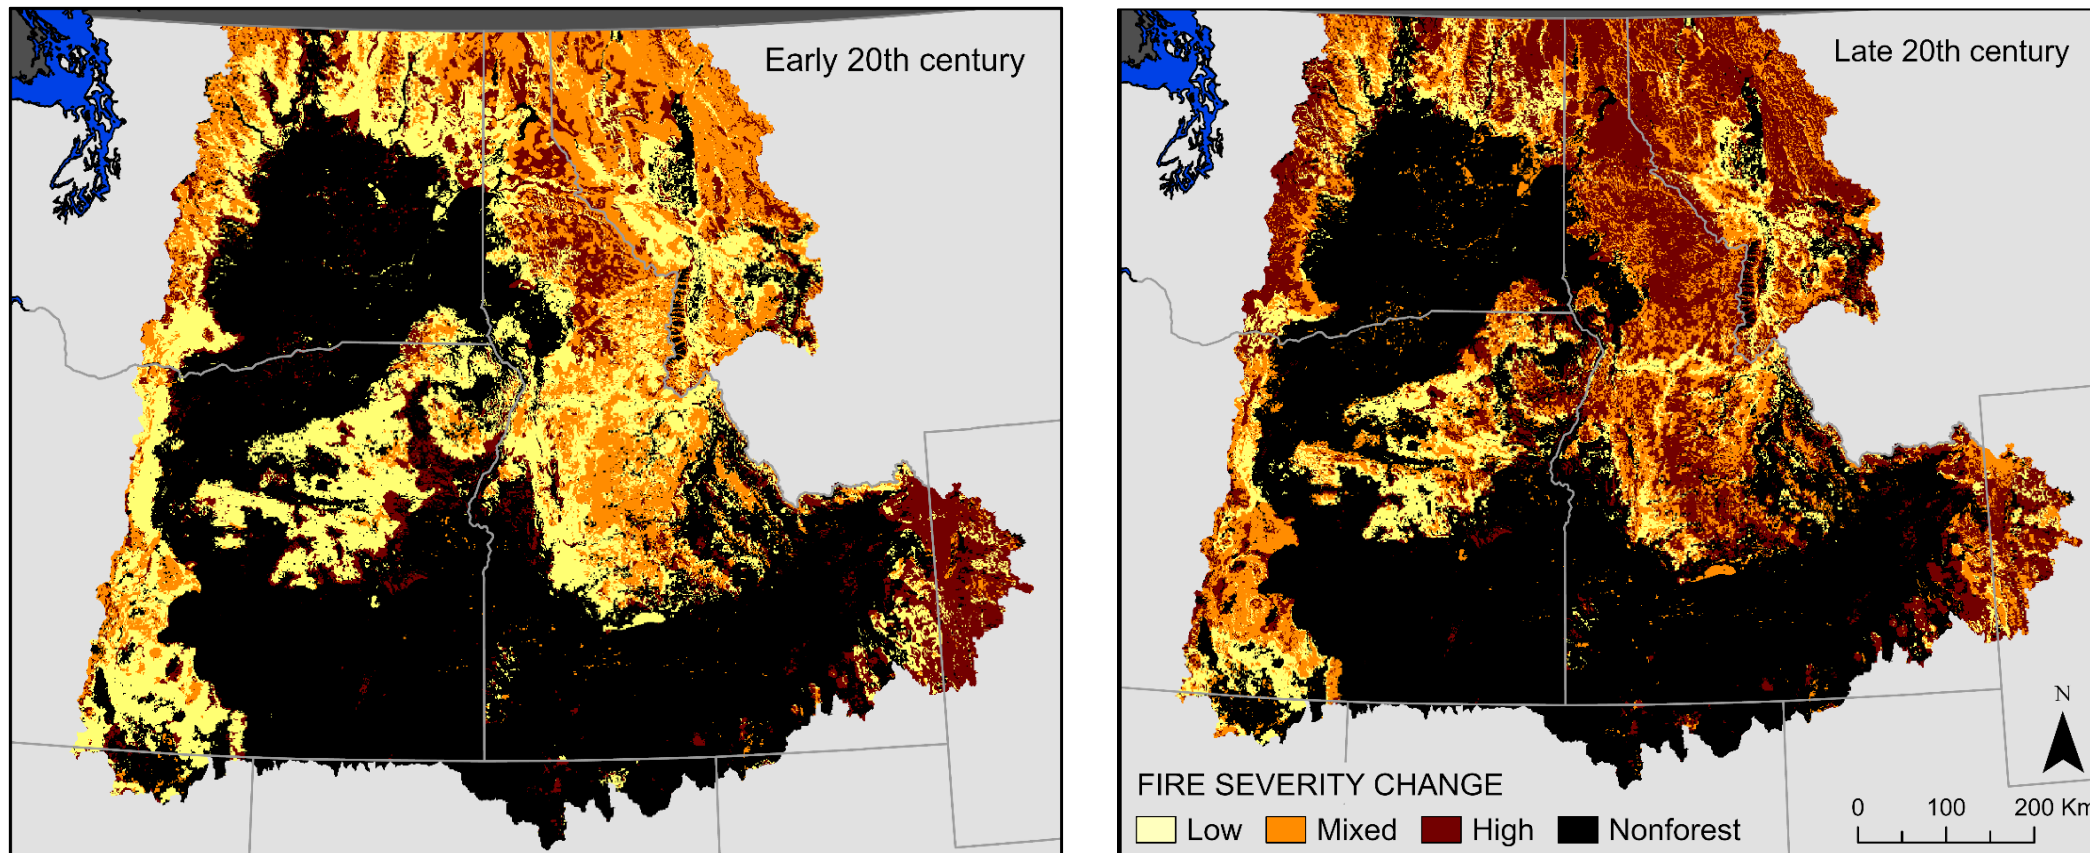 Early 20th century
Late 20th century
FIRE SEVERITY CHANGE
Low Mixed High Nonforest
N
0 100 200 Km